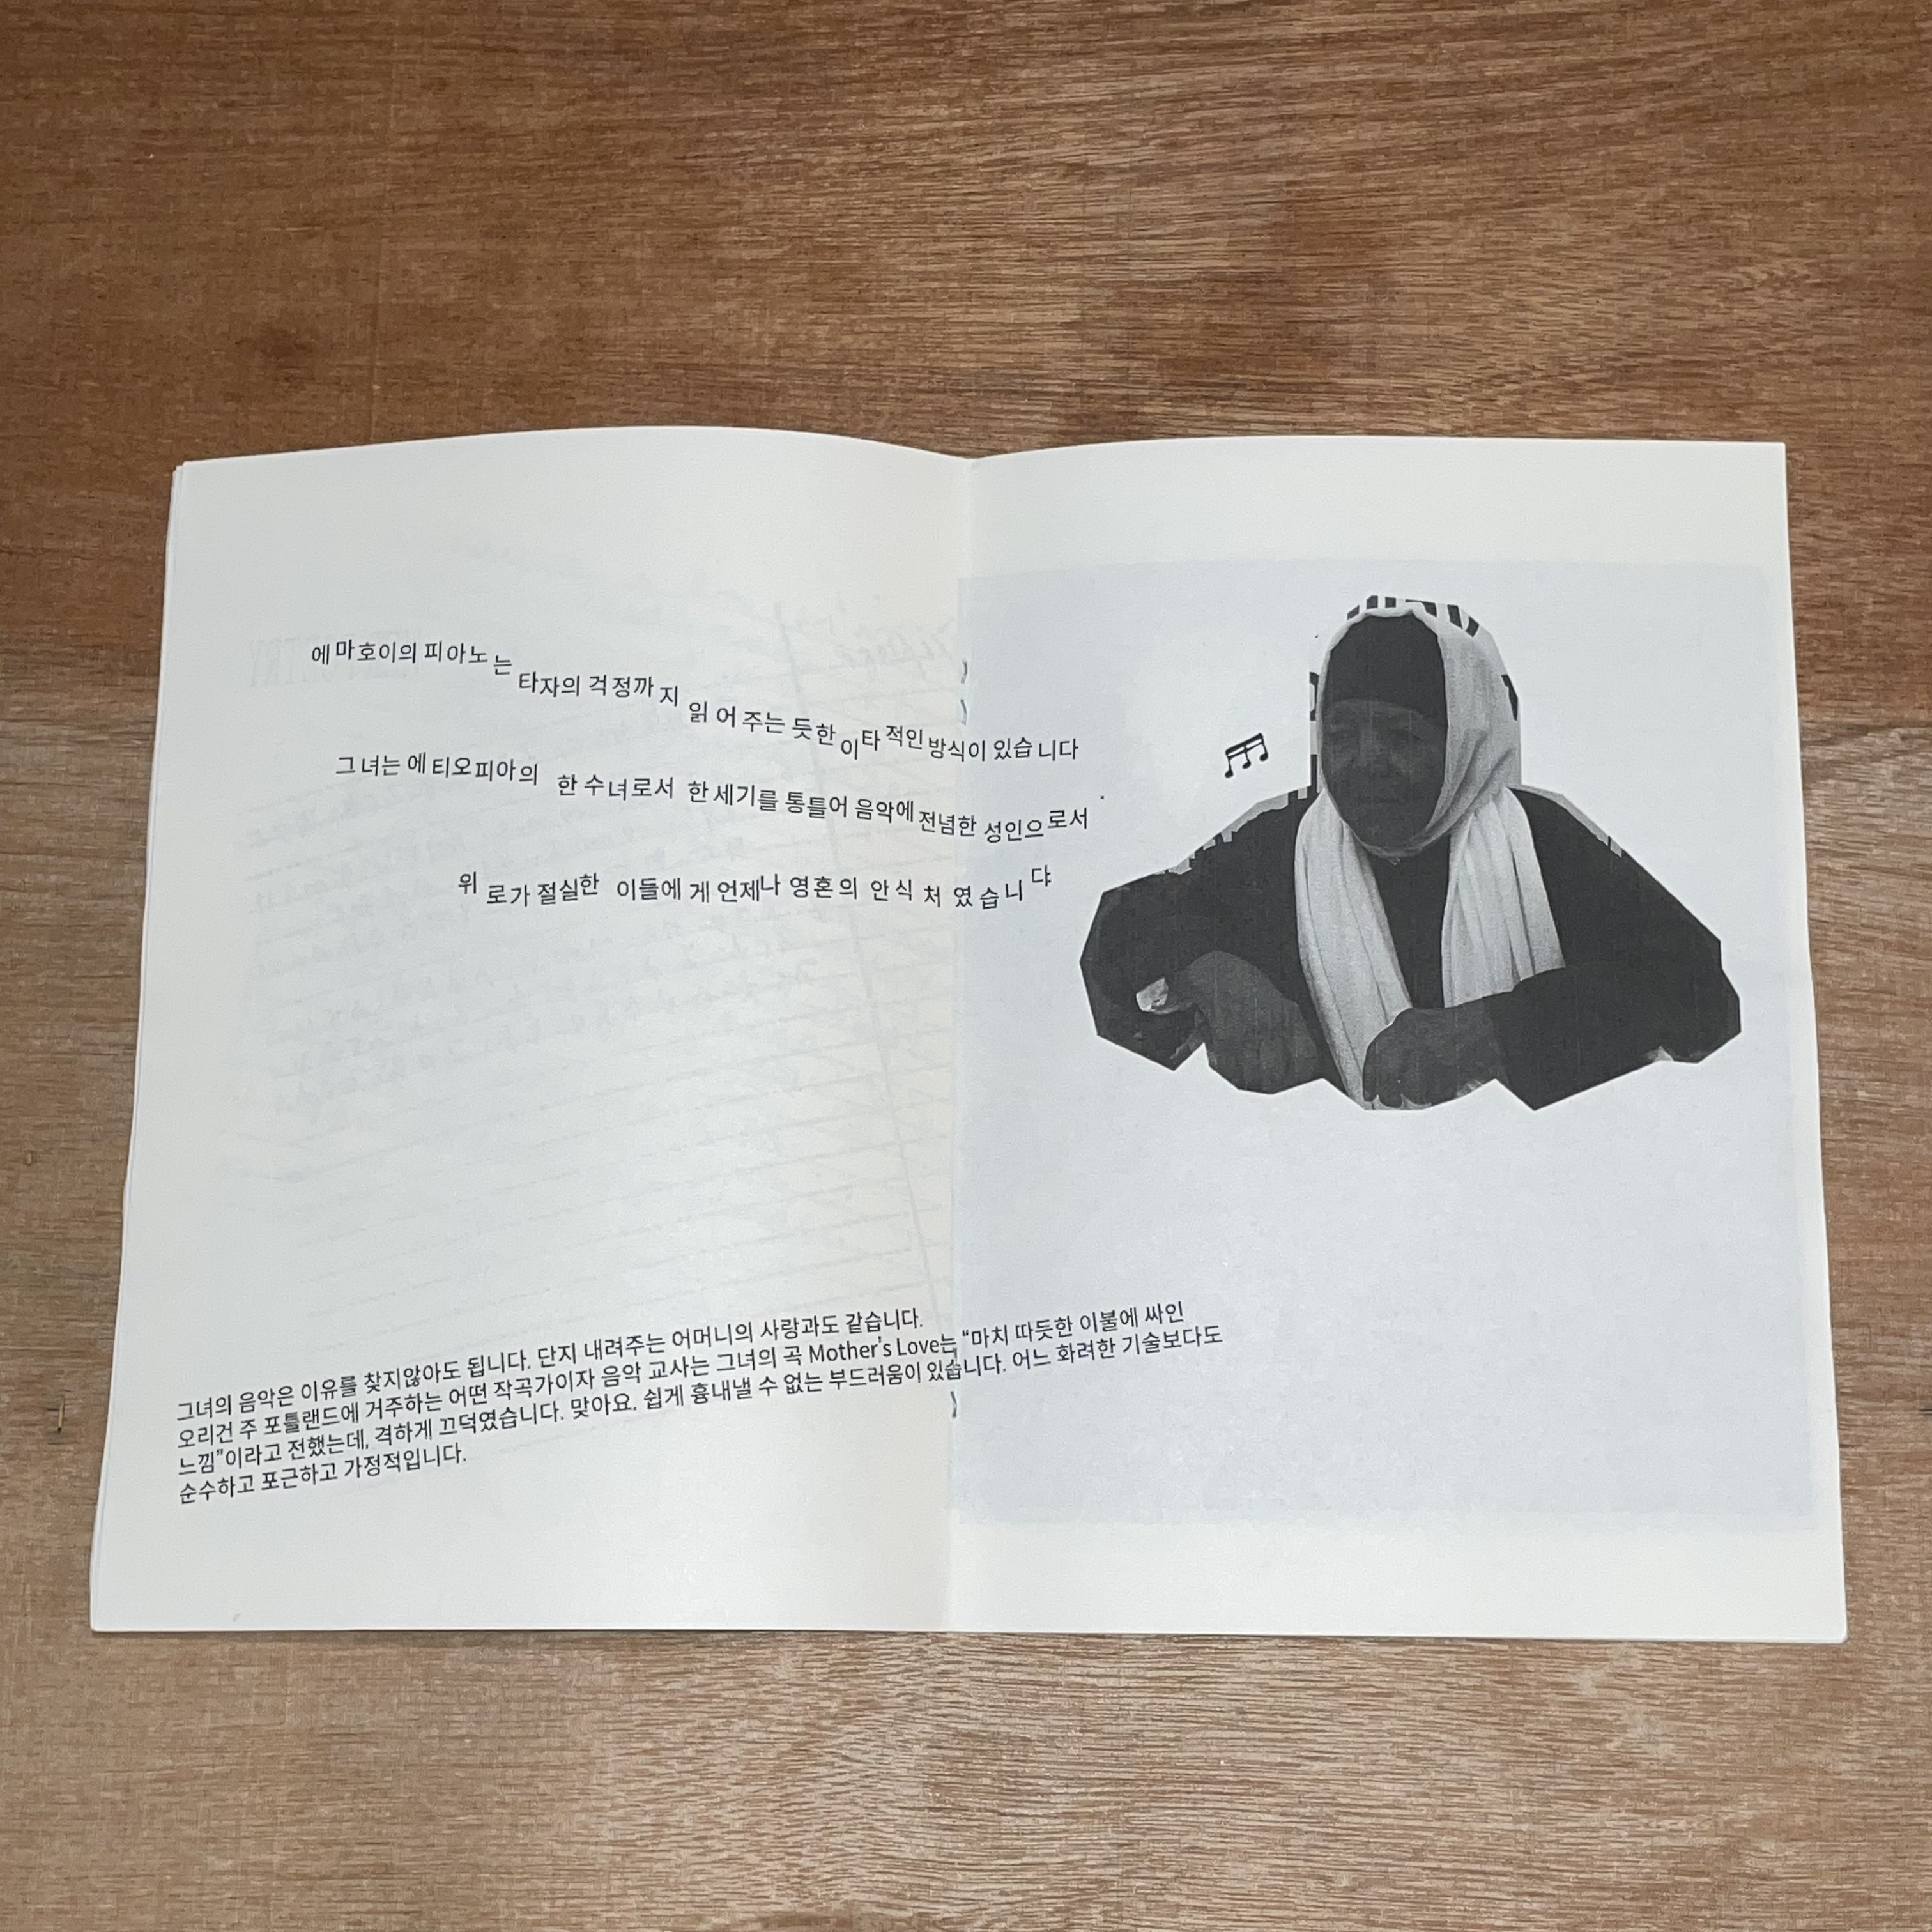 에마호이의 피아노는
타자의 걱정까지
읽어 주는 듯한 이타적인 방식이 있습니다
그녀는 에티오피아의 한 수녀로서 한 세기를 통틀어 음악에 전념한 성인으로서
위로가 절실한 이들에게 언제나 영혼의 안식처였습니댜
그녀의 음악은 이유를 찾지않아도 됩니다. 단지 내려주는 어머니의 사랑과도 같습니다.
오리건 주 포틀랜드에 거주하는 어떤 작곡가이자 음악 교사는 그녀의 곡 Mother's Love는 “마치 따듯한 이불에 싸인
느낌”이라고 전했는데, 격하게 끄덕였습니다. 맞아요. 쉽게 흉내낼 수 없는 부드러움이 있습니다. 어느 화려한 기술보다도
순수하고 포근하고 가정적입니다.